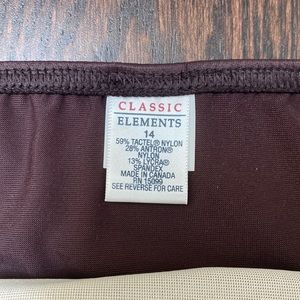 CLASSIC
ELEMENTS
14
59% TACTEL® NYLON
28% ANTRON®
NYLON
13% LYCRA®
SPANDEX
MADE IN CANADA
RN 15099
SEE REVERSE FOR CARE